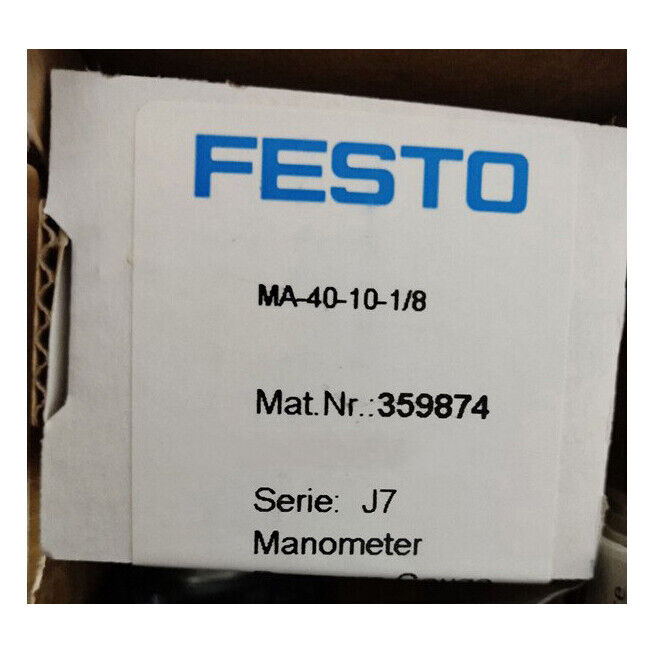 FESTO
MA-40-10-1/8
Mat.Nr.:359874
Serie: J7
Manometer